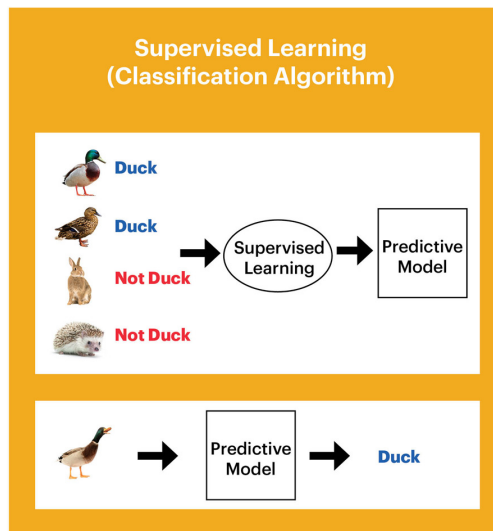 Supervised Learning
(Classification Algorithm)
Duck
Duck
Not Duck
Not Duck
Supervised
Learning
Predictive
Model
Predictive
Model
Duck